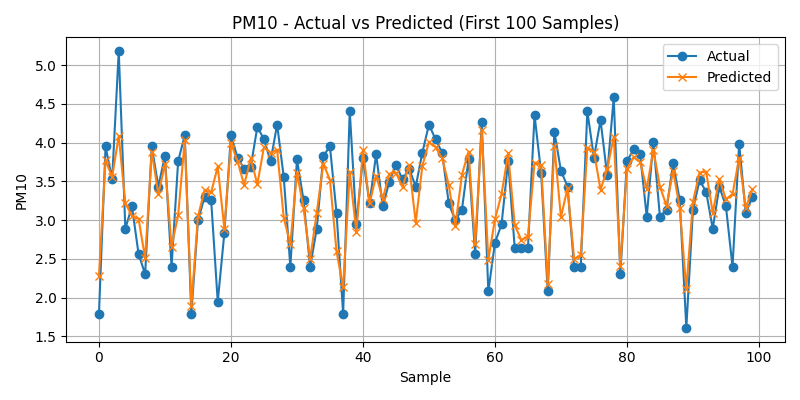 PM10 - Actual vs Predicted (First 100 Samples)
Actual
Predicted
PM10
5.0
4.5
4.0
3.5
3.0
2.5
2.0
1.5
0 20 40 60 80 100
Sample